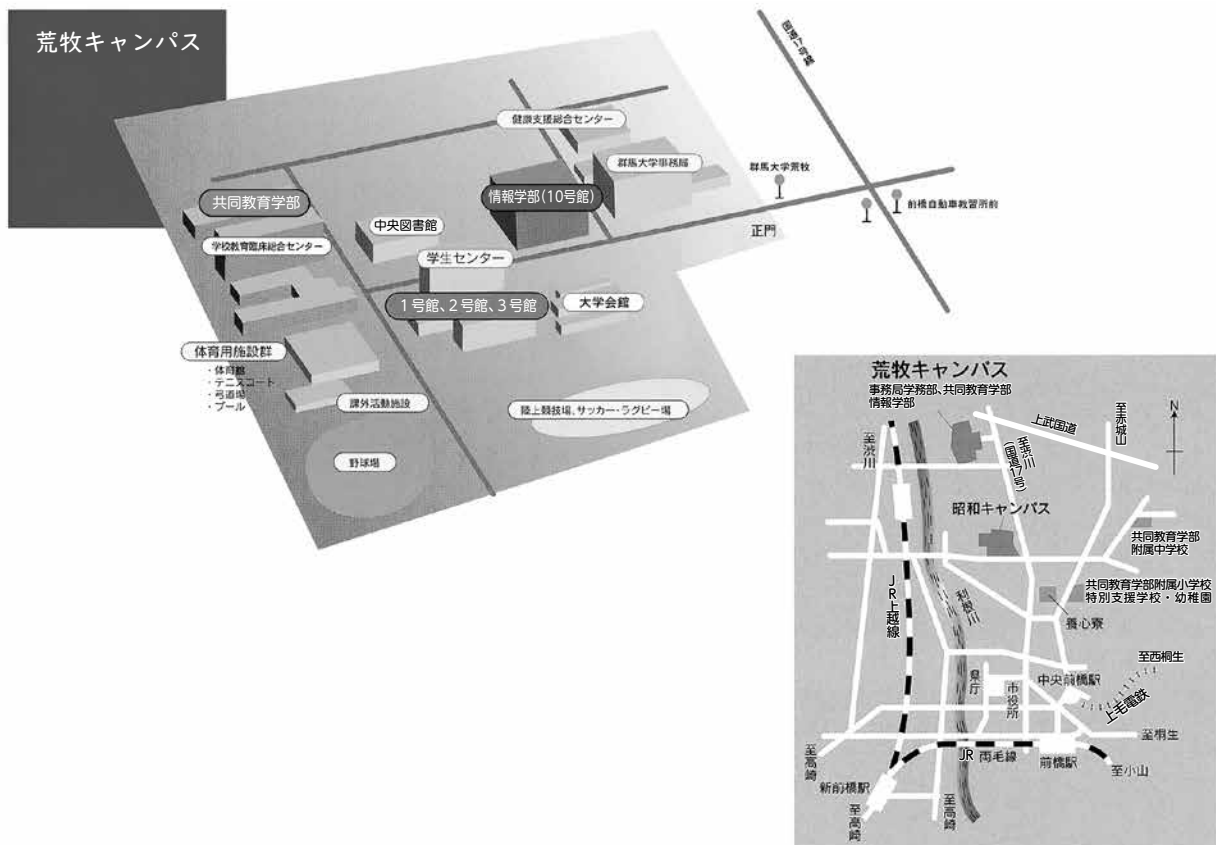 荒牧キャンパス
国道17号線
健康支援総合センター
群馬大学事務局
群馬大学荒牧
前橋自動車教習所前
正門
共同教育学部
情報学部(10号館)
中央図書館
学校教育臨床総合センター
学生センター
1号館、2号館、3号館
大学会館
体育用施設群
・体育館
・テニスコート
・弓道場
・プール
課外活動施設
陸上競技場、サッカー・ラグビー場
野球場
荒牧キャンパス
事務局学務部、共同教育学部
情報学部
上武国道
至赤城山
N
至渋川
至渋川
(国道17号)
昭和キャンパス
共同教育学部
附属中学校
共同教育学部附属小学校
特別支援学校・幼稚園
養心寮
JR上越線
利根川
至西桐生
中央前橋駅
上毛電鉄
県庁
市役所
至桐生
至高崎
JR 両毛線
前橋駅
至小山
新前橋駅
至高崎
至高崎